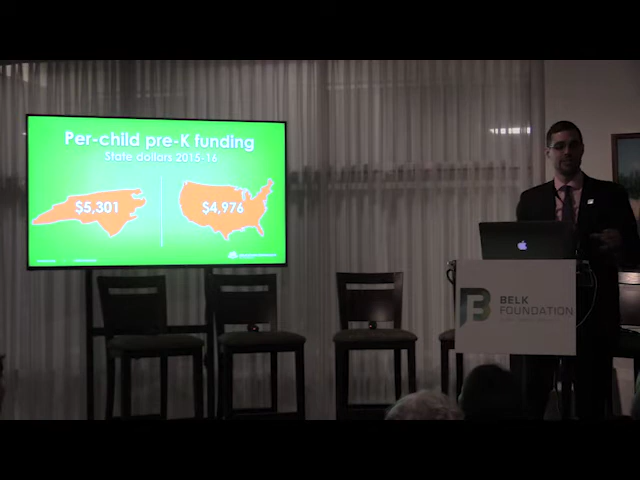 Per-child pre-K funding
State dollars 2015-16
$5,301
$4,976
BELK
FOUNDATION